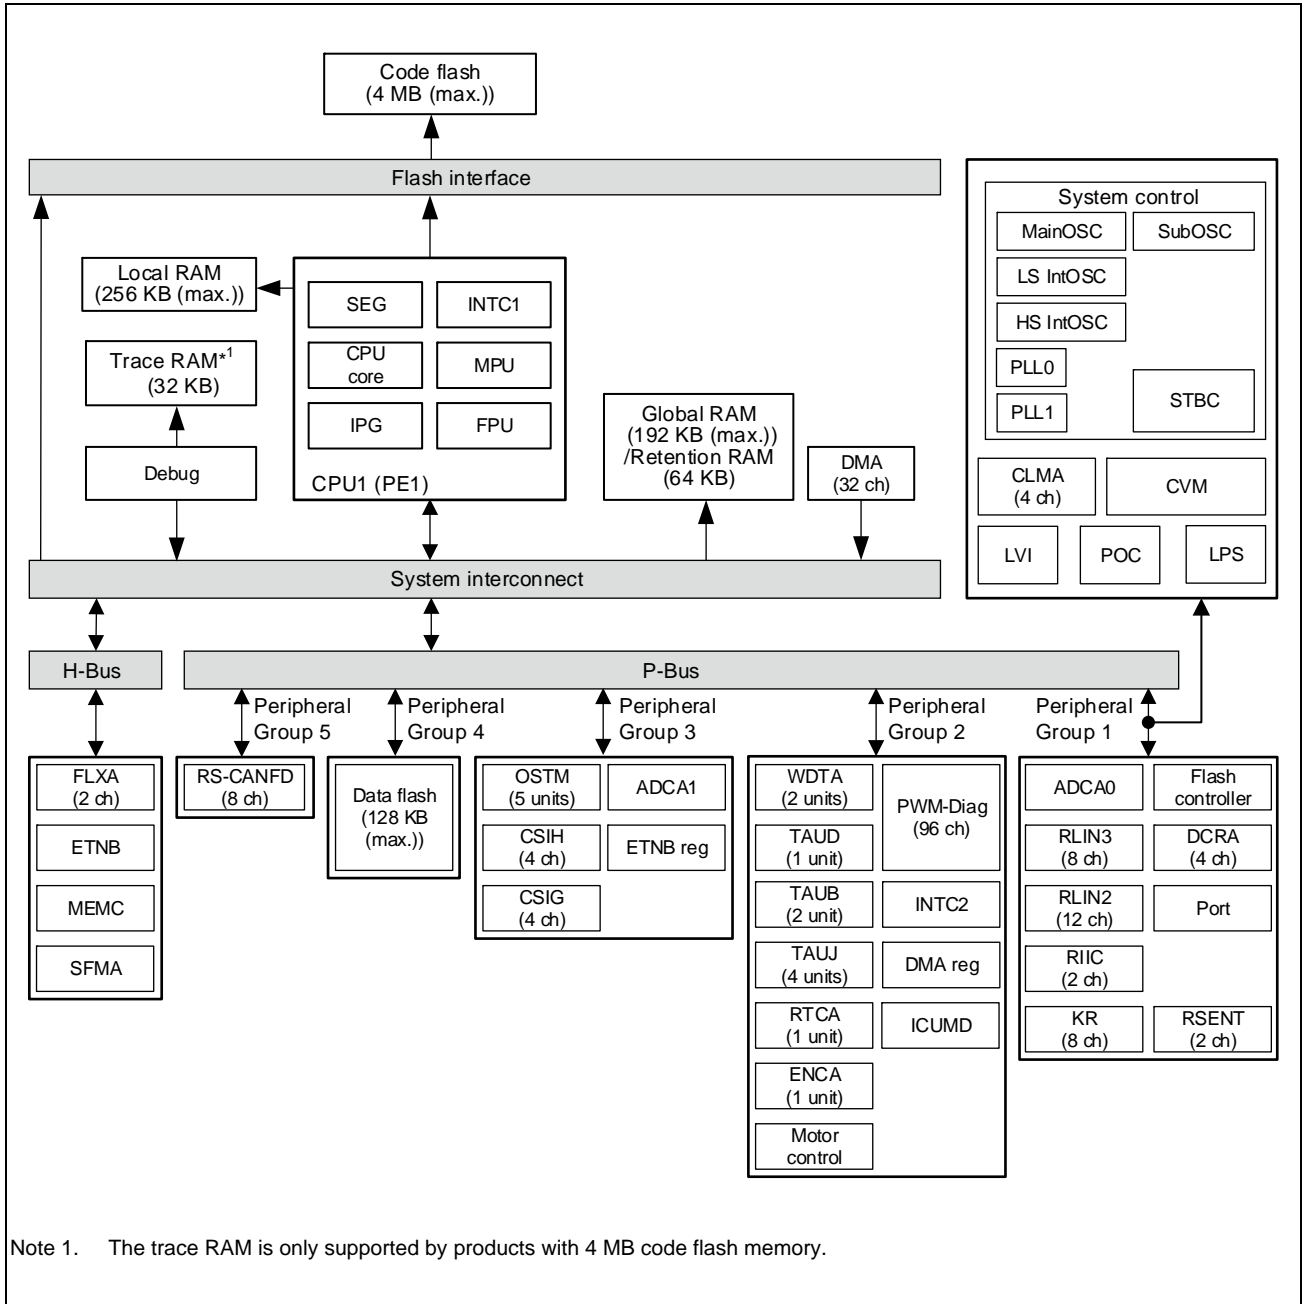 Code flash
(4 MB (max.))
Flash interface
Local RAM
(256 KB (max.))
Trace RAM*1
(32 KB)
Debug
SEG
INTC1
CPU
core
MPU
IPG
FPU
CPU1 (PE1)
Global RAM
(192 KB (max.))
/Retention RAM
(64 KB)
DMA
(32 ch)
System control
MainOSC
SubOSC
LS IntOSC
HS IntOSC
PLL0
PLL1
STBC
CLMA
(4 ch)
CVM
LVI
POC
LPS
System interconnect
H-Bus
P-Bus
Peripheral
Group 5
Peripheral
Group 4
Peripheral
Group 3
Peripheral
Group 2
Peripheral
Group 1
FLXA
(2 ch)
ETNB
MEMC
SFMA
RS-CANFD
(8 ch)
Data flash
(128 KB
(max.))
OSTM
(5 units)
ADCA1
CSIH
(4 ch)
ETNB reg
CSIG
(4 ch)
WDTA
(2 units)
PWM-Diag
(96 ch)
TAUD
(1 unit)
TAUB
(2 unit)
INTC2
TAUJ
(4 units)
DMA reg
RTCA
(1 unit)
ICUMD
ENCA
(1 unit)
Motor
control
ADCA0
Flash
controller
RLIN3
(8 ch)
DCRA
(4 ch)
RLIN2
(12 ch)
Port
RIIC
(2 ch)
KR
(8 ch)
RSENT
(2 ch)
Note 1. The trace RAM is only supported by products with 4 MB code flash memory.